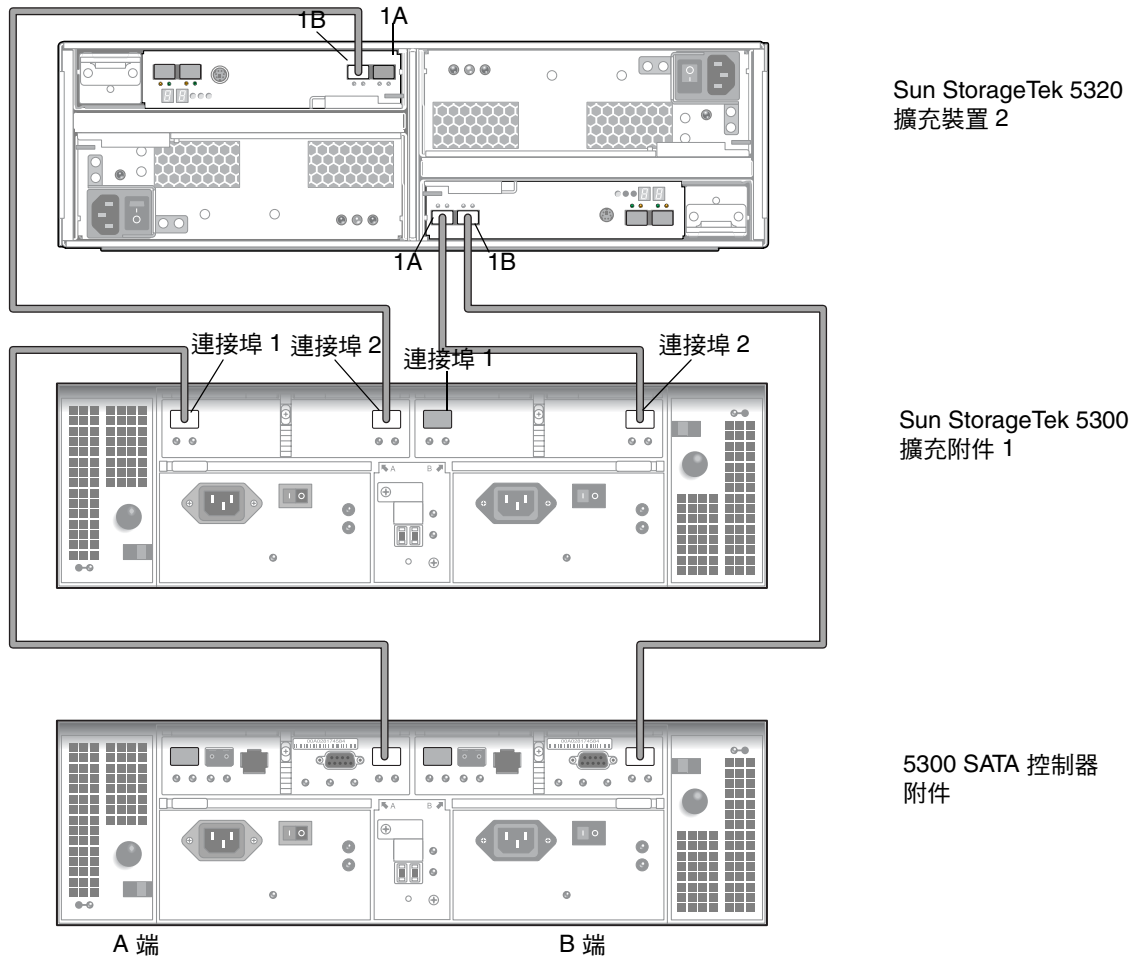 1B 1A
Sun StorageTek 5320
擴充裝置 2
1A 1B
連接埠 1 連接埠 2 連接埠 1 連接埠 2
Sun StorageTek 5300
擴充附件 1
A B
5300 SATA 控制器
附件
A B
A 端 B 端